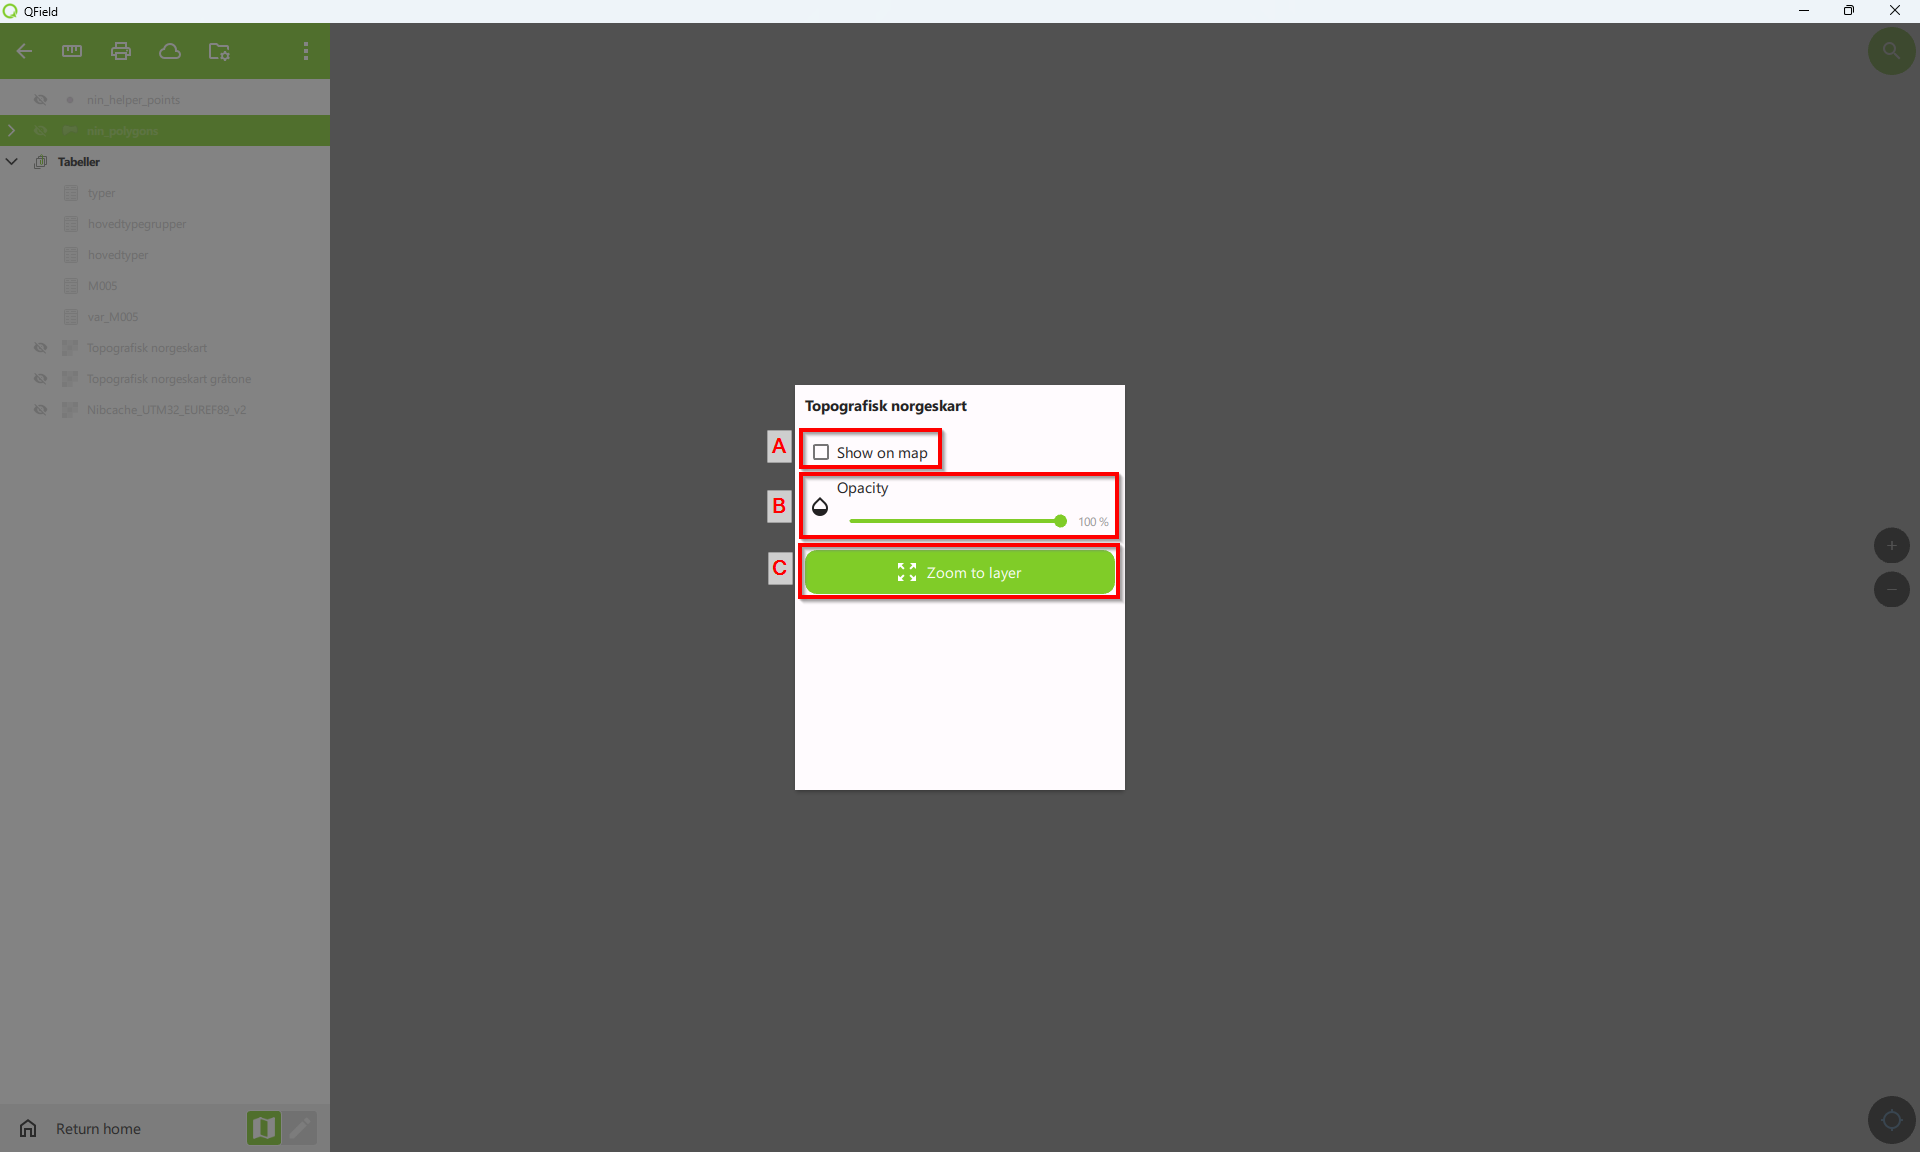 QField
nin_helper_points
nin_polygons
Tabeller
typer
hovedtypegrupper
hovedtyper
M005
var_M005
Topografisk norgeskart
Topografisk norgeskart gråtone
Nibcache_UTM32_EUREF89_v2
Return home
Topografisk norgeskart
A
Show on map
B
Opacity
100 %
C
Zoom to layer